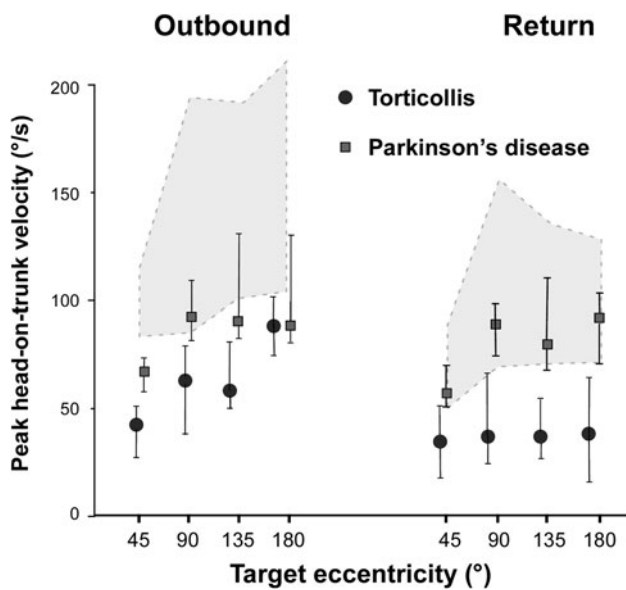 Outbound
Return
200
150
100
50
0
Torticollis
Parkinson's disease
Peak head-on-trunk velocity (°/s)
45 90 135 180
45 90 135 180
Target eccentricity (°)